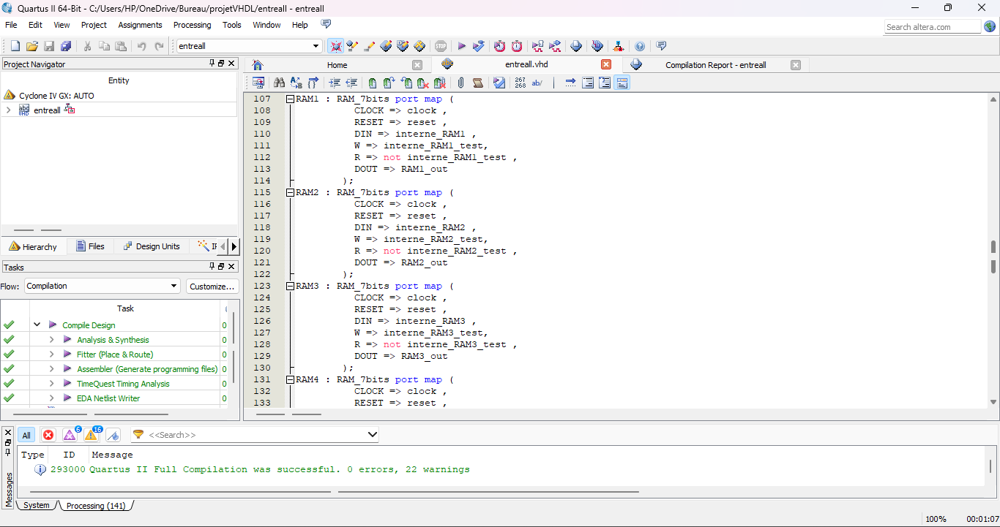 Quartus II 64-Bit - C:/Users/HP/OneDrive/Bureau/projetVHDL/entreall - entreall
File Edit View Project Assignments Processing Tools Window Help
Search altera.com
entreall
STOP
Project Navigator
Home
entreall.vhd
Compilation Report - entreall
Entity
267
268
ab/
Cyclone IV GX: AUTO
abd
VHD
entreall
107 RAM1 : RAM_7bits port map (
108 CLOCK => clock ,
109 RESET => reset ,
110 DIN => interne_RAM1 ,
111 W => interne_RAM1_test,
112 R => not interne_RAM1_test ,
113 DOUT => RAM1_out
114 );
115 RAM2 : RAM_7bits port map (
116 CLOCK => clock ,
117 RESET => reset ,
118 DIN => interne_RAM2 ,
119 W => interne_RAM2_test,
120 R => not interne_RAM2_test ,
121 DOUT => RAM2_out
122 );
123 RAM3 : RAM_7bits port map (
124 CLOCK => clock ,
125 RESET => reset ,
126 DIN => interne_RAM3 ,
127 W => interne_RAM3_test,
128 R => not interne_RAM3_test ,
129 DOUT => RAM3_out
130 );
131 RAM4 : RAM_7bits port map (
132 CLOCK => clock ,
133 RESET => reset ,
Hierarchy Files Design Units
Tasks
Flow: Compilation Customize...
Task
Compile Design 0
Analysis & Synthesis 0
Fitter (Place & Route) 0
Assembler (Generate programming files) 0
TimeQuest Timing Analysis 0
EDA Netlist Writer 0
All 6 16 <<Search>>
Type ID Message
293000 Quartus II Full Compilation was successful. 0 errors, 22 warnings
Messages
System Processing (141)
100% 00:01:07